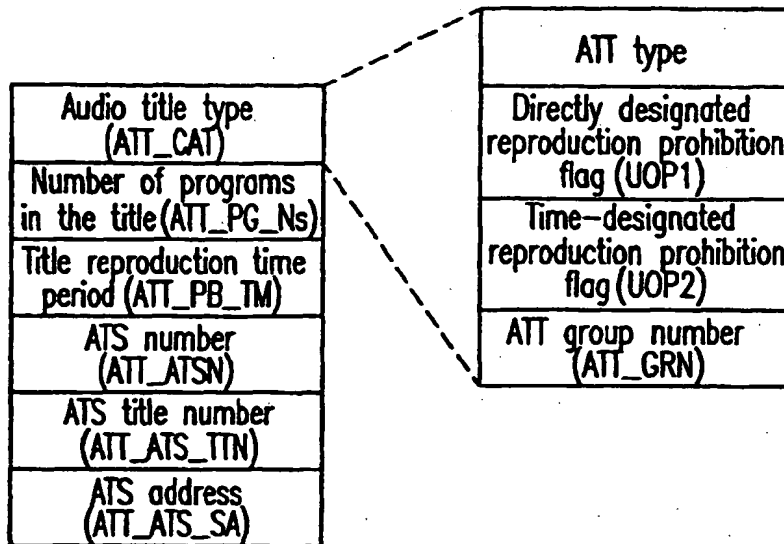 Audio title type
(ATT_CAT)
Number of programs
in the title (ATT_PG_Ns)
Title reproduction time
period (ATT_PB_TM)
ATS number
(ATT_ATSN)
ATS title number
(ATT_ATS_TTN)
ATS address
(ATT_ATS_SA)
ATT type
Directly designated
reproduction prohibition
flag (UOP1)
Time-designated
reproduction prohibition
flag (UOP2)
ATT group number
(ATT_GRN)